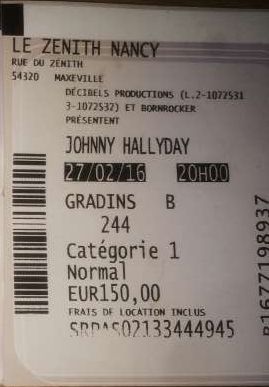 LE ZENITH NANCY
RUE DU ZENITH
54320 MAXEVILLE
DÉCIBELS PRODUCTIONS (L.2-1072531
3-1072532) ET BORNROCKER
PRÉSENTENT
JOHNNY HALLYDAY
27/02/16 20H00
GRADINS B
244
Catégorie 1
Normal
EUR150,00
FRAIS DE LOCATION INCLUS
B1677198937